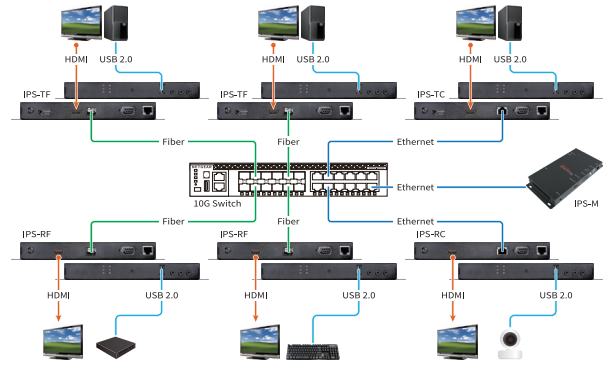 HDMI USB 2.0 HDMI USB 2.0 HDMI USB 2.0
IPS-TF IPS-TF IPS-TC
Fiber Fiber Ethernet
NETGEAR
Ethernet
10G Switch IPS-M
Fiber Fiber Ethernet
IPS-RF IPS-RF IPS-RC
HDMI USB 2.0 HDMI USB 2.0 HDMI USB 2.0